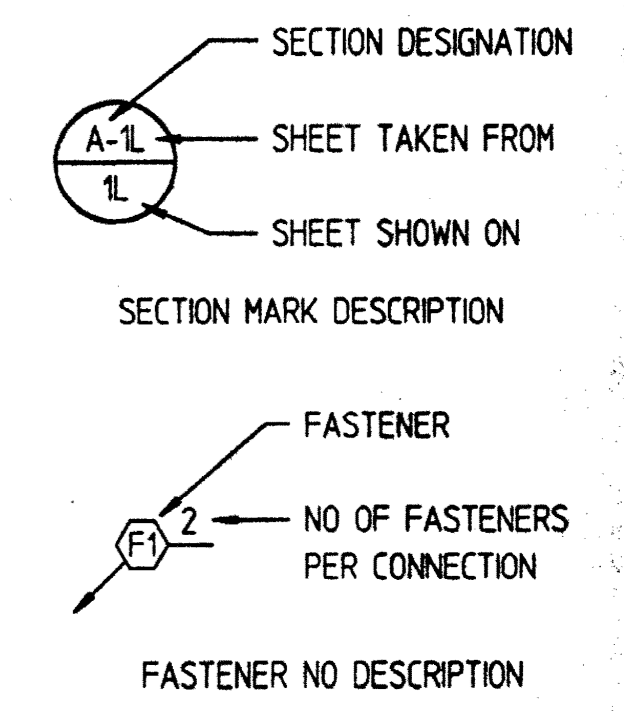 SECTION DESIGNATION
A-1L
SHEET TAKEN FROM
1L
SHEET SHOWN ON
SECTION MARK DESCRIPTION
FASTENER
F1
2
NO OF FASTENERS
PER CONNECTION
FASTENER NO DESCRIPTION